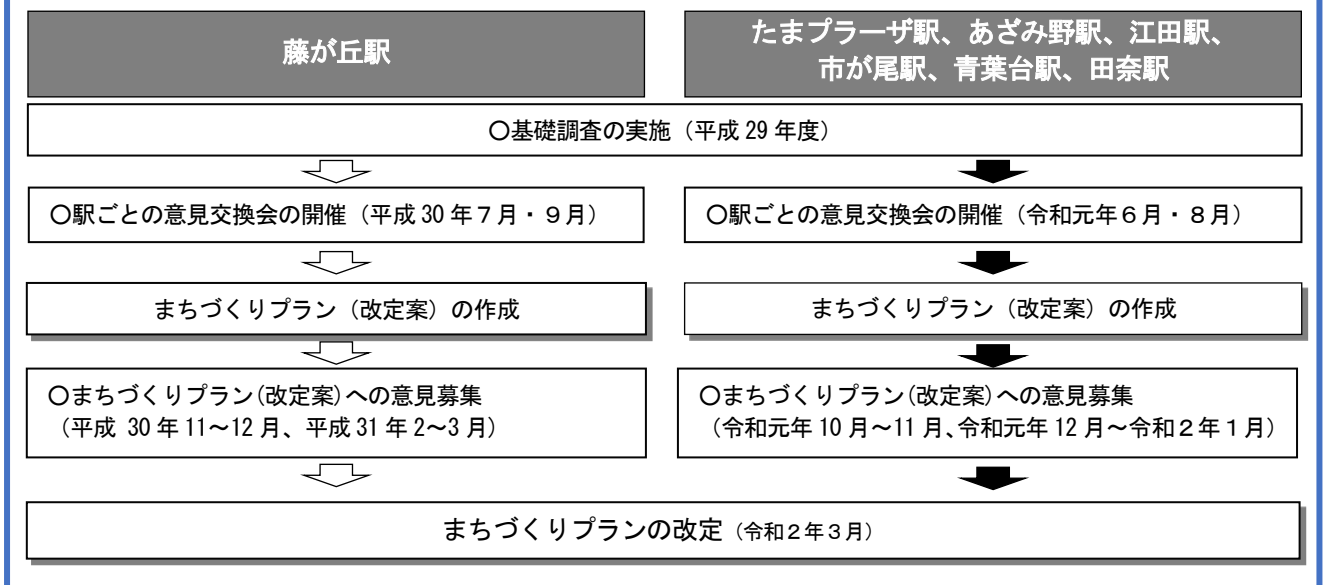 藤が丘駅
たまプラーザ駅、あざみ野駅、江田駅、
市が尾駅、青葉台駅、田奈駅
〇基礎調査の実施（平成 29 年度）
〇駅ごとの意見交換会の開催（平成 30 年７月・９月）
〇駅ごとの意見交換会の開催（令和元年６月・８月）
まちづくりプラン（改定案）の作成
まちづくりプラン（改定案）の作成
〇まちづくりプラン(改定案)への意見募集
（平成 30 年 11～12 月、平成 31 年 2～3 月）
〇まちづくりプラン(改定案)への意見募集
（令和元年 10 月～11 月、令和元年 12 月～令和２年１月）
まちづくりプランの改定（令和２年３月）